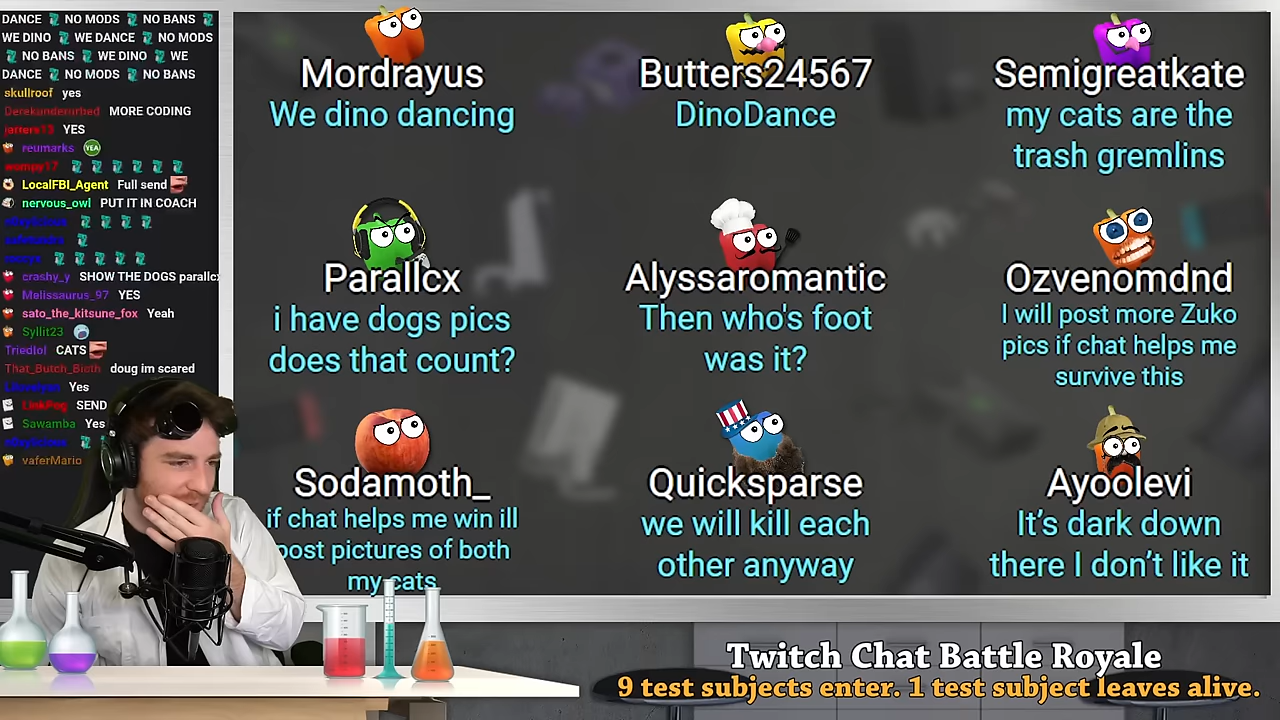 DANCE NO MODS NO BANS
WE DINO WE DANCE NO MODS
NO BANS WE DINO WE
DANCE NO MODS NO BANS
skullroof yes
Derekundenurbed MORE CODING
jarrers13 YES
reumarks YEA
wompy17
LocalFBI_Agent Full send
nervous_owl PUT IT IN COACH
crashy_y SHOW THE DOGS parallcx
Melissaurus_97 YES
sato_the_kitsune_fox Yeah
Syllit23
Triedlol CATS
That_Butch_Bitch doug im scared
Yes
LinkPog SEND
Sawamba Yes
vaferMario
Mordrayus
We dino dancing
Butters24567
DinoDance
Semigreatkate
my cats are the
trash gremlins
Parallcx
i have dogs pics
does that count?
Alyssaromantic
Then who's foot
was it?
Ozvenomdnd
I will post more Zuko
pics if chat helps me
survive this
Sodamoth_
if chat helps me win ill
post pictures of both
my cats
Quicksparse
we will kill each
other anyway
Ayoolevi
It’s dark down
there I don’t like it
Twitch Chat Battle Royale
9 test subjects enter. 1 test subject leaves alive.